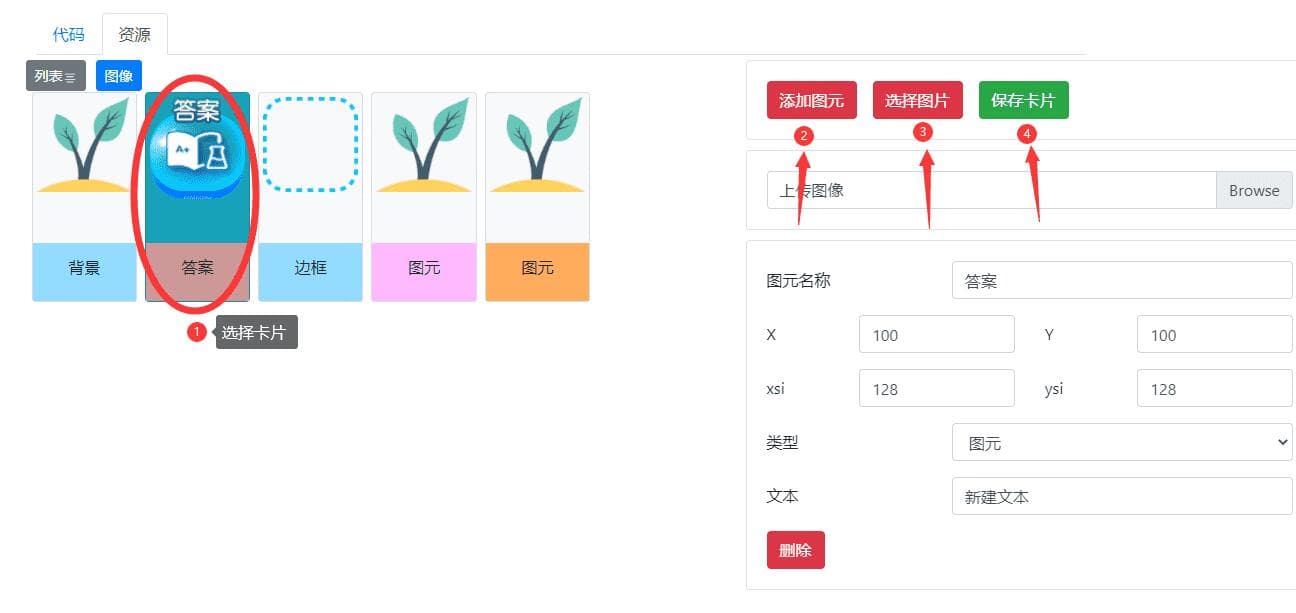 代码 资源
列表 图像
答案
A+
背景 答案 边框 图元 图元
1 选择卡片
添加图元 选择图片 保存卡片
2 3 4
上传图像 Browse
图元名称 答案
X 100 Y 100
xsi 128 ysi 128
类型 图元
文本 新建文本
删除